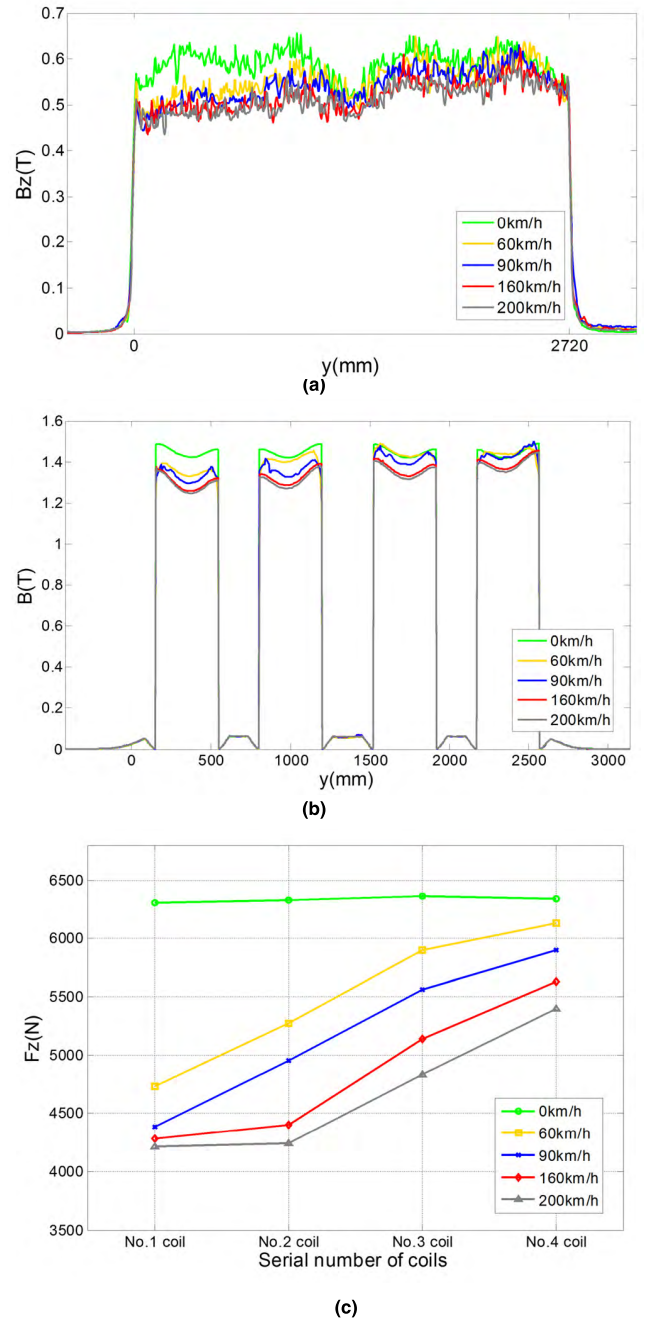 0.7
0.6
0.5
0.4
0.3
0.2
0.1
0
Bz(T)
0km/h
60km/h
90km/h
160km/h
200km/h
0 2720
y(mm)
(a)
1.6
1.4
1.2
1
0.8
0.6
0.4
0.2
0
B(T)
0km/h
60km/h
90km/h
160km/h
200km/h
0 500 1000 1500 2000 2500 3000
y(mm)
(b)
6500
6000
5500
5000
4500
4000
3500
Fz(N)
0km/h
60km/h
90km/h
160km/h
200km/h
No.1 coil No.2 coil No.3 coil No.4 coil
Serial number of coils
(c)